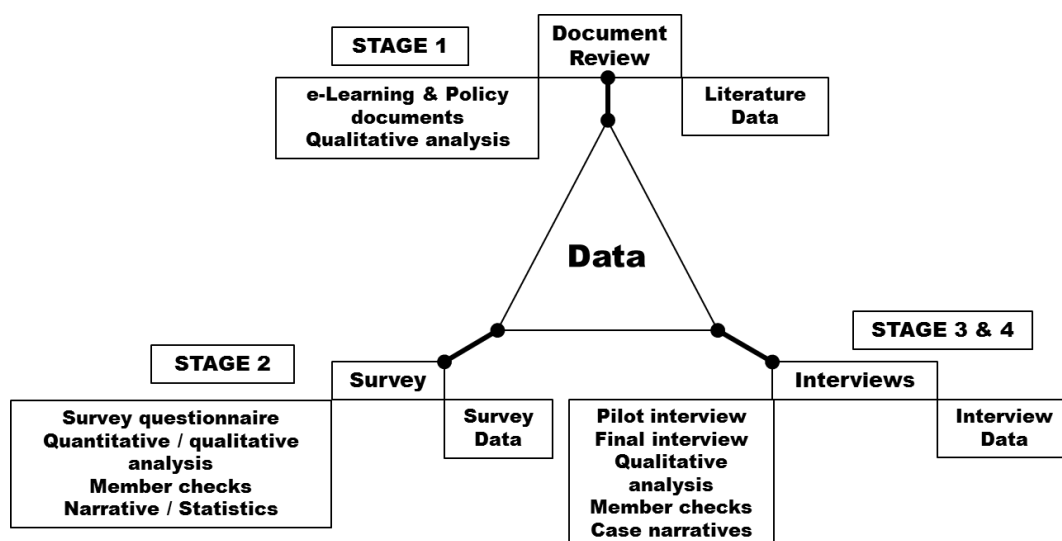 STAGE 1
Document
Review
e-Learning & Policy
documents
Qualitative analysis
Literature
Data
Data
STAGE 2
Survey
Survey questionnaire
Quantitative / qualitative
analysis
Member checks
Narrative / Statistics
Survey
Data
STAGE 3 & 4
Interviews
Pilot interview
Final interview
Qualitative
analysis
Member checks
Case narratives
Interview
Data